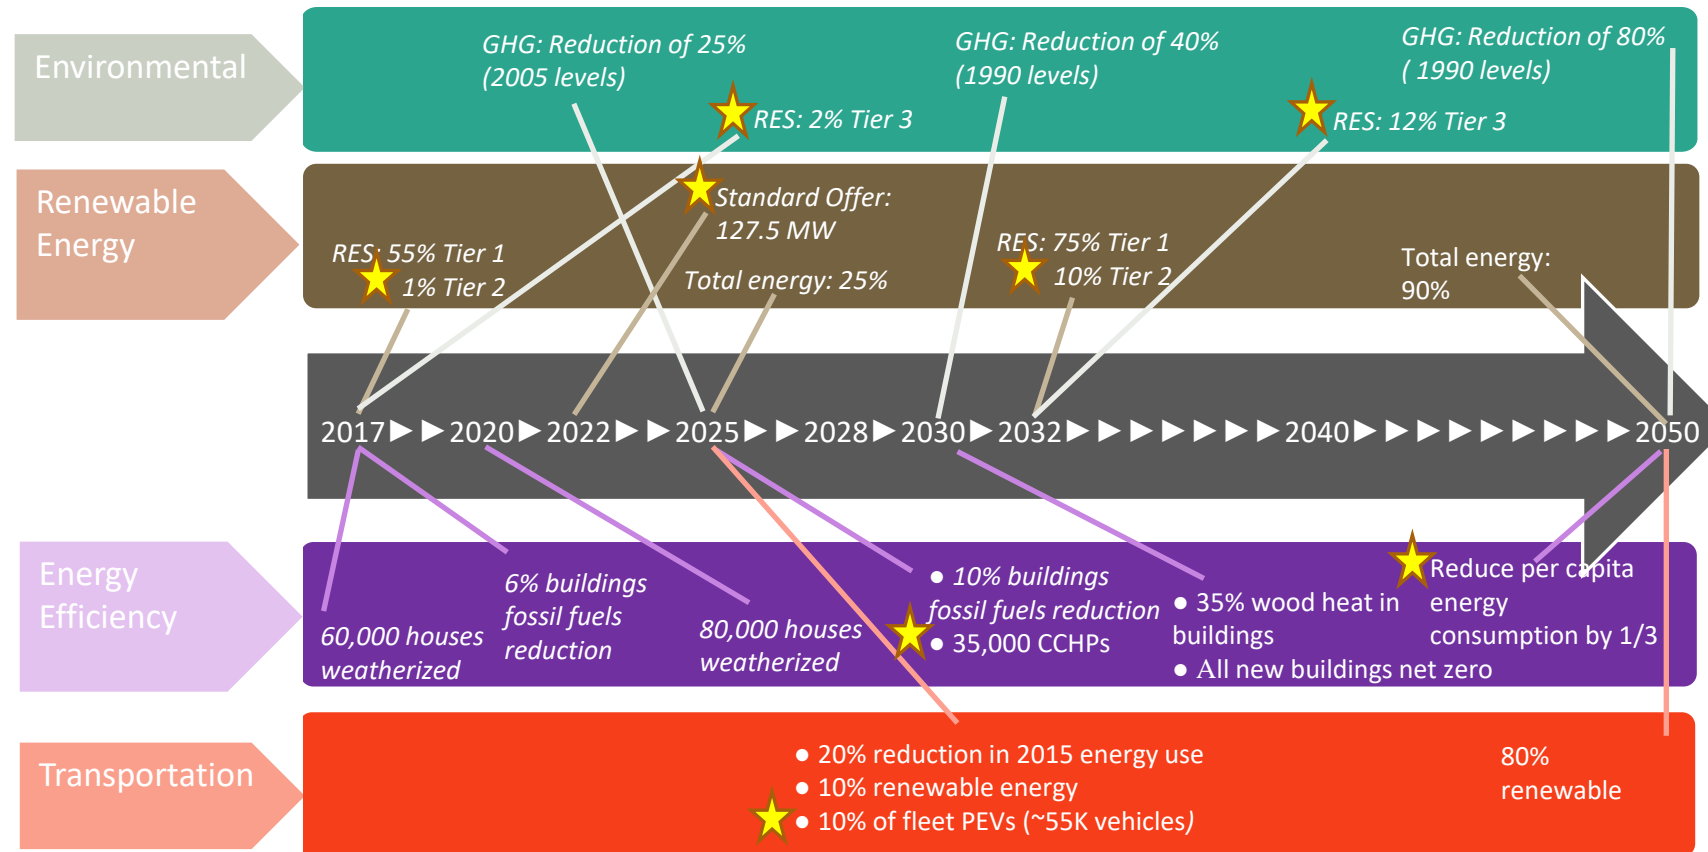 Environmental
GHG: Reduction of 25%
(2005 levels)
RES: 2% Tier 3
GHG: Reduction of 40%
(1990 levels)
GHG: Reduction of 80%
( 1990 levels)
RES: 12% Tier 3
Renewable
Energy
RES: 55% Tier 1
1% Tier 2
Standard Offer:
127.5 MW
Total energy: 25%
RES: 75% Tier 1
10% Tier 2
Total energy:
90%
2017 ▶ ▶ 2020 ▶ 2022 ▶ ▶ 2025 ▶ ▶ 2028 ▶ 2030 ▶ 2032 ▶ ▶ ▶ ▶ ▶ ▶ ▶ ▶ 2040 ▶ ▶ ▶ ▶ ▶ ▶ ▶ ▶ ▶ ▶ 2050
Energy
Efficiency
60,000 houses
weatherized
6% buildings
fossil fuels
reduction
80,000 houses
weatherized
● 10% buildings
fossil fuels reduction
● 35,000 CCHPs
● 35% wood heat in
buildings
● All new buildings net zero
Reduce per capita
energy
consumption by 1/3
Transportation
● 20% reduction in 2015 energy use
● 10% renewable energy
● 10% of fleet PEVs (~55K vehicles)
80%
renewable